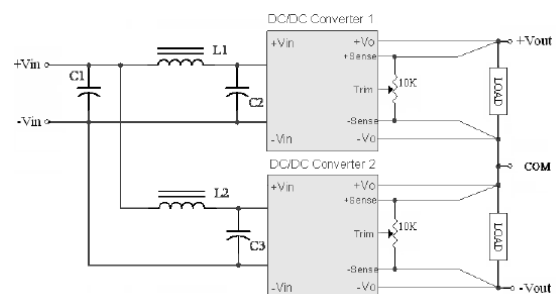 DC/DC Converter 1
+Vin
C1
-Vin
L1
C2
+Vin
-Vin
+Vo
+Sense
Trim
-Sense
-Vo
10K
+Vout
LOAD
COM
DC/DC Converter 2
L2
C3
+Vin
-Vin
+Vo
+Sense
Trim
-Sense
-Vo
10K
LOAD
-Vout